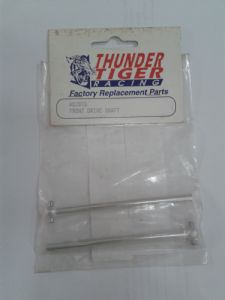 THUNDER
TIGER
RACING
Factory Replacement Parts
FRONT DRIVE SHAFT